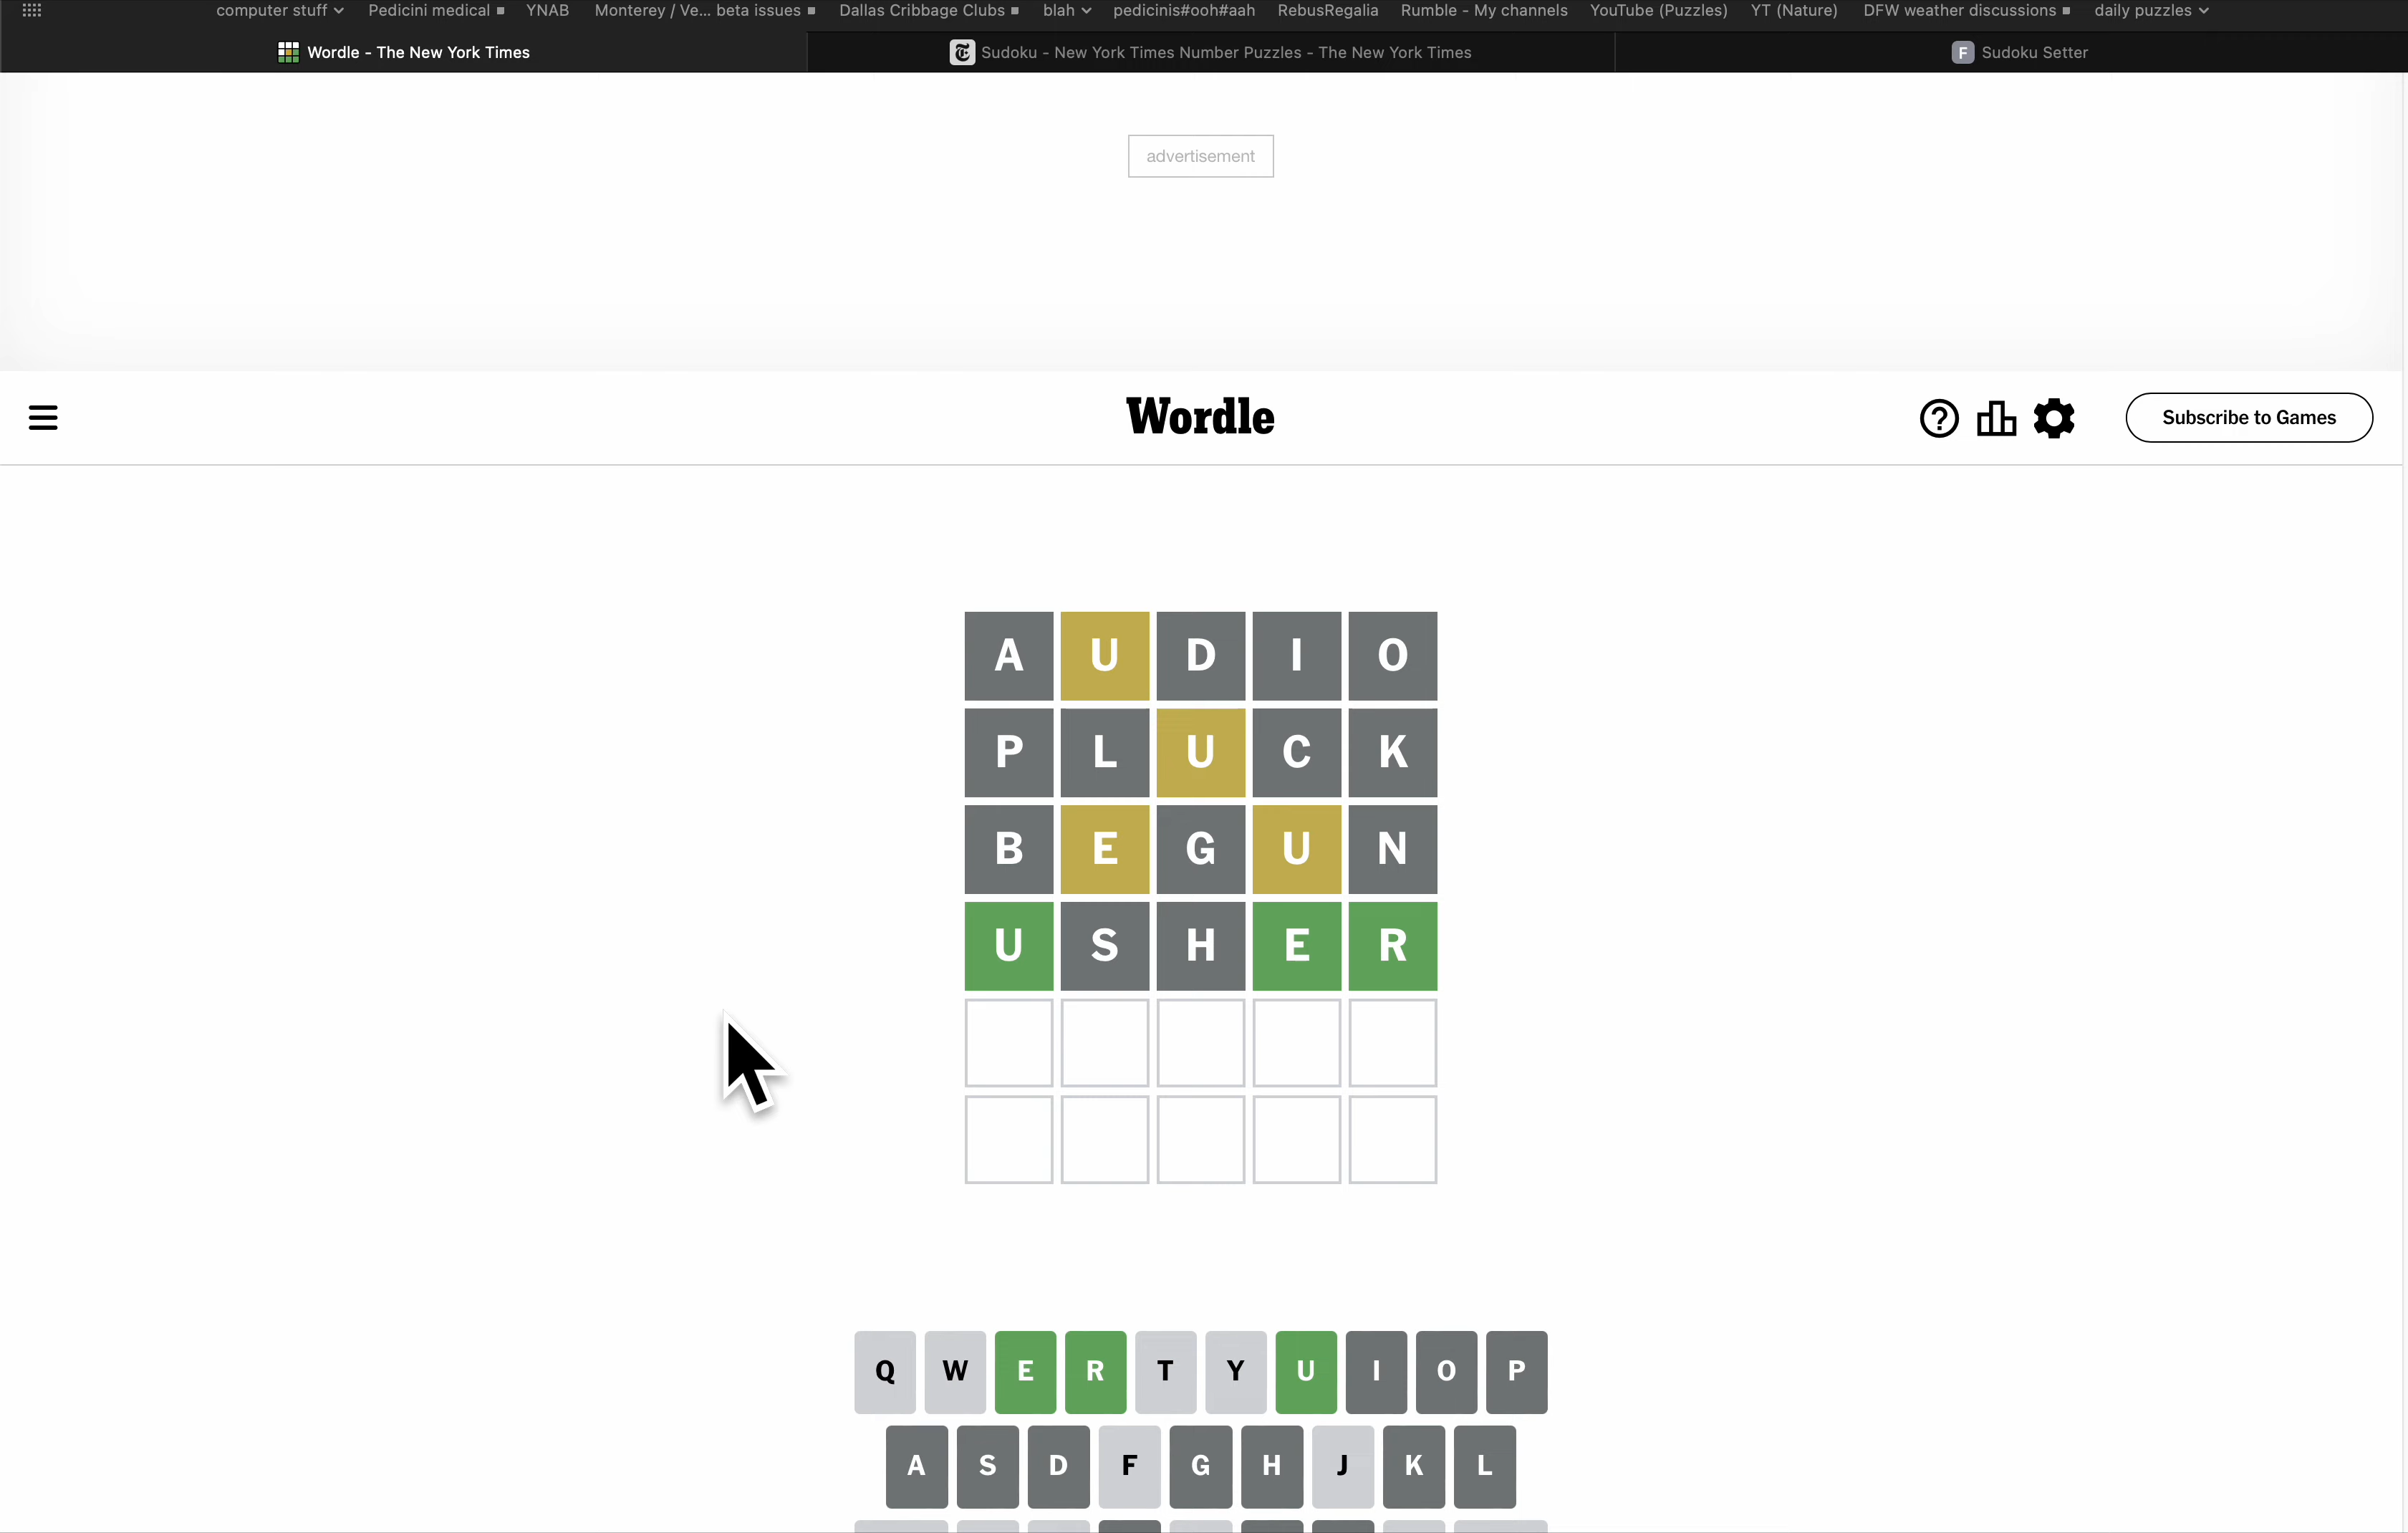 computer stuff Pedicini medical YNAB Monterey / Ve... beta issues Dallas Cribbage Clubs blah pedicinis#ooh#aah RebusRegalia Rumble - My channels YouTube (Puzzles) YT (Nature) DFW weather discussions daily puzzles
Wordle - The New York Times Sudoku - New York Times Number Puzzles - The New York Times F Sudoku Setter
advertisement
Wordle ? Subscribe to Games
A U D I O
P L U C K
B E G U N
U S H E R
Q W E R T Y U I O P
A S D F G H J K L